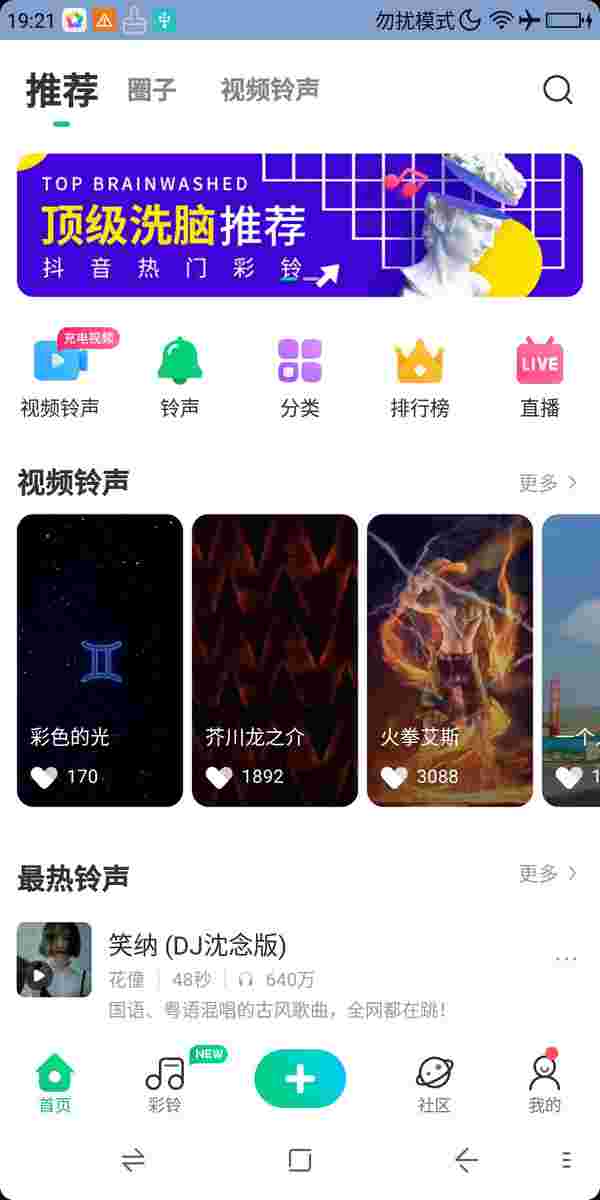 19:21 勿扰模式
推荐 圈子 视频铃声
TOP BRAINWASHED
顶级洗脑推荐
抖音热门彩铃
充电视频
LIVE
视频铃声 铃声 分类 排行榜 直播
视频铃声 更多
彩色的光 芥川龙之介 火拳艾斯 一个
170 1892 3088 1
最热铃声 更多
笑纳 (DJ沈念版)
花僮 48秒 640万
国语、粤语混唱的古风歌曲，全网都在跳！
NEW
首页 彩铃 社区 我的